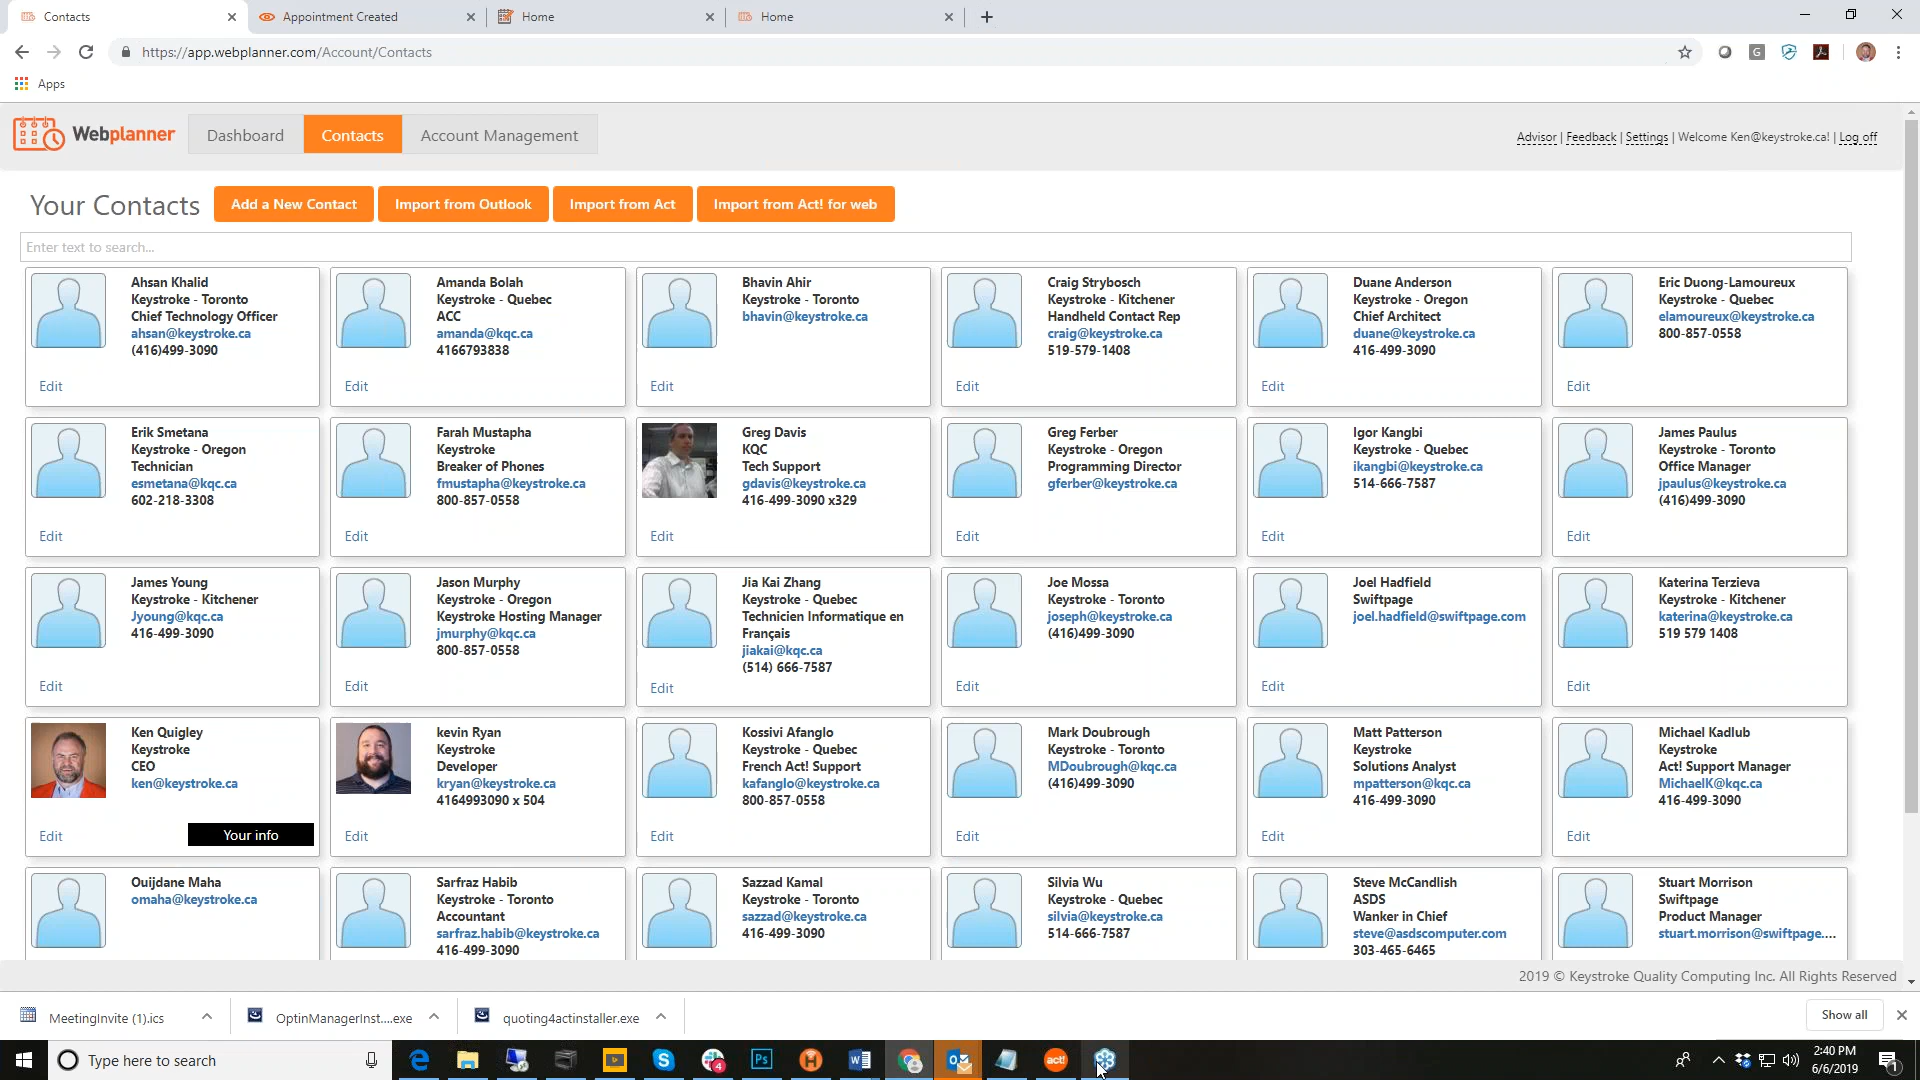 Contacts
Appointment Created
Home
Home
https://app.webplanner.com/Account/Contacts
Apps
Webplanner
Dashboard
Contacts
Account Management
Advisor | Feedback | Settings | Welcome Ken@keystroke.ca! | Log off
Your Contacts
Add a New Contact
Import from Outlook
Import from Act
Import from Act! for web
Enter text to search...
Ahsan Khalid
Keystroke - Toronto
Chief Technology Officer
ahsan@keystroke.ca
(416)499-3090
Edit
Amanda Bolah
Keystroke - Quebec
ACC
amanda@kqc.ca
4166793838
Edit
Bhavin Ahir
Keystroke - Toronto
bhavin@keystroke.ca
Edit
Craig Strybosch
Keystroke - Kitchener
Handheld Contact Rep
craig@keystroke.ca
519-579-1408
Edit
Duane Anderson
Keystroke - Oregon
Chief Architect
duane@keystroke.ca
416-499-3090
Edit
Eric Duong-Lamoureux
Keystroke - Quebec
elamoureux@keystroke.ca
800-857-0558
Edit
Erik Smetana
Keystroke - Oregon
Technician
esmetana@kqc.ca
602-218-3308
Edit
Farah Mustapha
Keystroke
Breaker of Phones
fmustapha@keystroke.ca
800-857-0558
Edit
Greg Davis
KQC
Tech Support
gdavis@keystroke.ca
416-499-3090 x329
Edit
Greg Ferber
Keystroke - Oregon
Programming Director
gferber@keystroke.ca
Edit
Igor Kangbi
Keystroke - Quebec
ikangbi@keystroke.ca
514-666-7587
Edit
James Paulus
Keystroke - Toronto
Office Manager
jpaulus@keystroke.ca
(416)499-3090
Edit
James Young
Keystroke - Kitchener
Jyoung@kqc.ca
416-499-3090
Edit
Jason Murphy
Keystroke - Oregon
Keystroke Hosting Manager
jmurphy@kqc.ca
800-857-0558
Edit
Jia Kai Zhang
Keystroke - Quebec
Technicien Informatique en
Français
jiakai@kqc.ca
(514) 666-7587
Edit
Joe Mossa
Keystroke - Toronto
joseph@keystroke.ca
(416)499-3090
Edit
Joel Hadfield
Swiftpage
joel.hadfield@swiftpage.com
Edit
Katerina Terzieva
Keystroke - Kitchener
katerina@keystroke.ca
519 579 1408
Edit
Ken Quigley
Keystroke
CEO
ken@keystroke.ca
Edit
Your info
kevin Ryan
Keystroke
Developer
kryan@keystroke.ca
4164993090 x 504
Edit
Kossivi Afanglo
Keystroke - Quebec
French Act! Support
kafanglo@keystroke.ca
800-857-0558
Edit
Mark Doubrough
Keystroke - Toronto
MDoubrough@kqc.ca
(416)499-3090
Edit
Matt Patterson
Keystroke
Solutions Analyst
mpatterson@kqc.ca
416-499-3090
Edit
Michael Kadlub
Keystroke
Act! Support Manager
MichaelK@kqc.ca
416-499-3090
Edit
Ouijdane Maha
omaha@keystroke.ca
Sarfraz Habib
Keystroke - Toronto
Accountant
sarfraz.habib@keystroke.ca
416-499-3090
Sazzad Kamal
Keystroke - Toronto
sazzad@keystroke.ca
416-499-3090
Silvia Wu
Keystroke - Quebec
silvia@keystroke.ca
514-666-7587
Steve McCandlish
ASDS
Wanker in Chief
steve@asdscomputer.com
303-465-6465
Stuart Morrison
Swiftpage
Product Manager
stuart.morrison@swiftpage....
2019 © Keystroke Quality Computing Inc. All Rights Reserved
MeetingInvite (1).ics
OptinManagerInst....exe
quoting4actinstaller.exe
Show all
Type here to search
act!
2:40 PM
6/6/2019